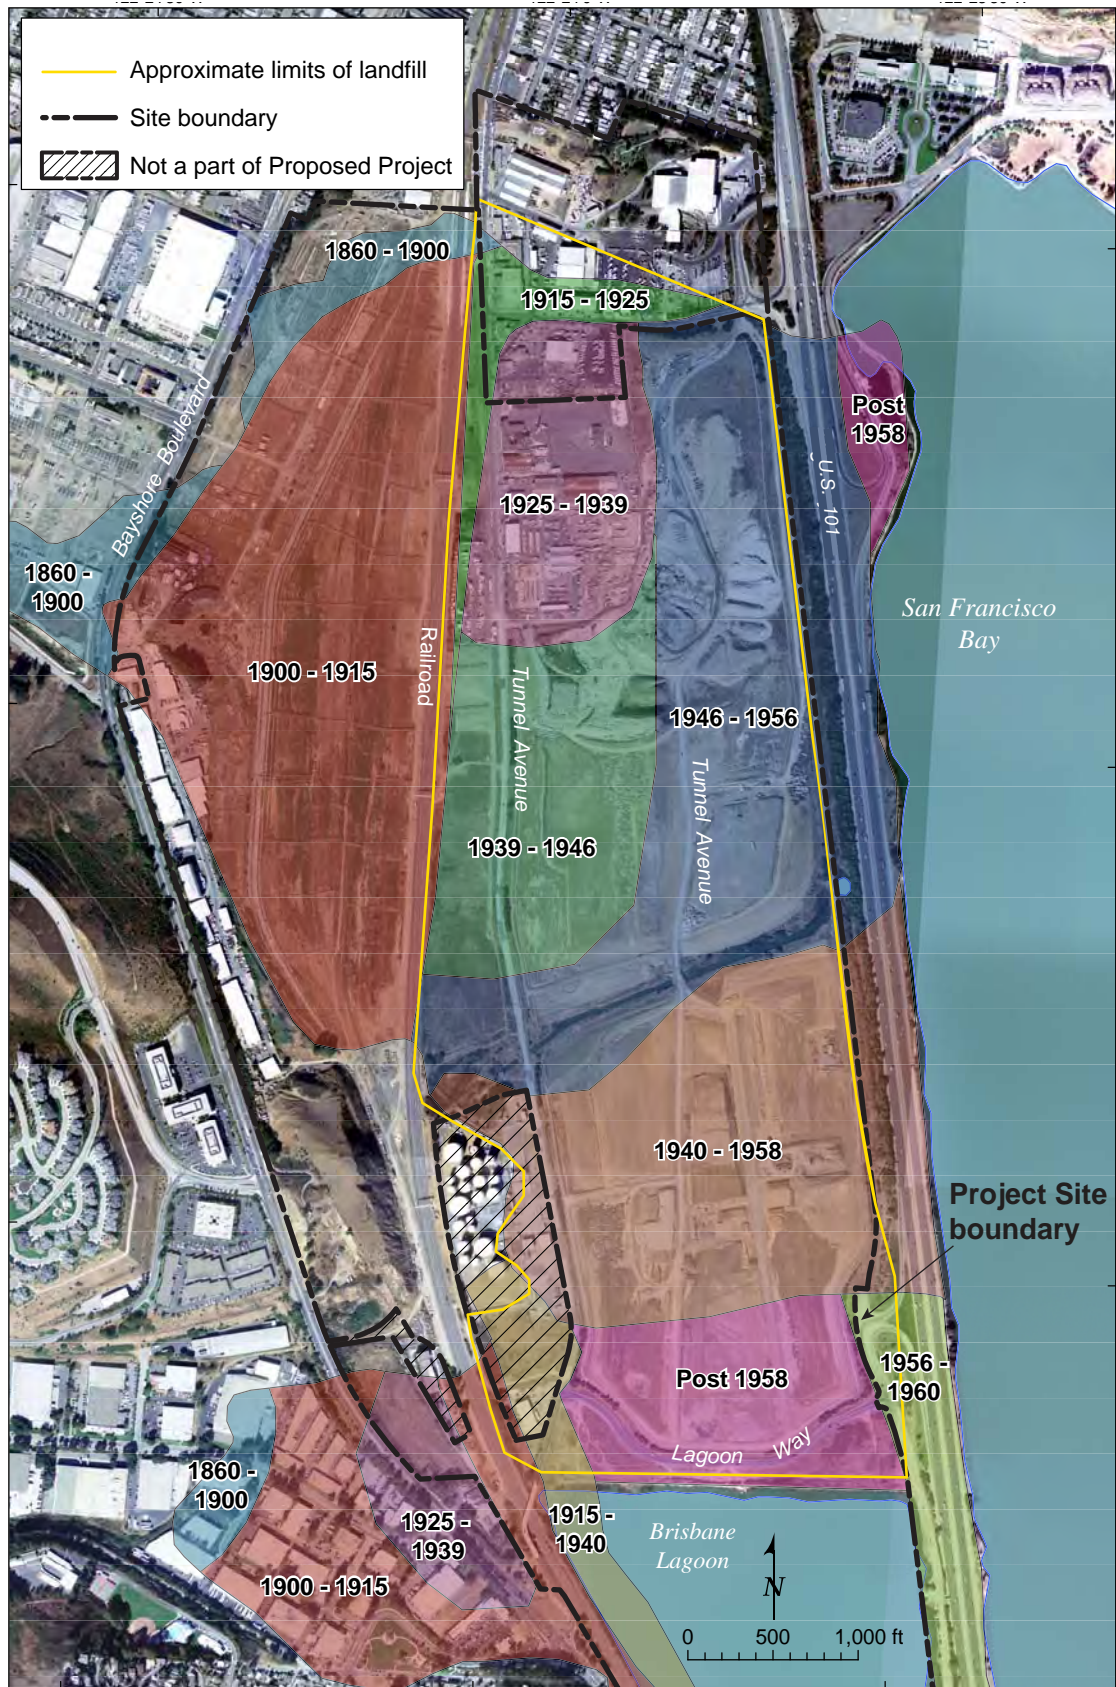 Approximate limits of landfill
Site boundary
Not a part of Proposed Project
1860 - 1900
1915 - 1925
Post
1958
Bayshore Boulevard
1925 - 1939
U.S. 101
1860 -
1900
San Francisco
Bay
Railroad
1900 - 1915
Tunnel Avenue
1946 - 1956
Tunnel Avenue
1939 - 1946
1940 - 1958
Project Site
boundary
Post 1958
1956 -
1960
Lagoon Way
1860 -
1900
1925 -
1939
1915 -
1940
Brisbane
Lagoon
1900 - 1915
N
0 500 1,000 ft